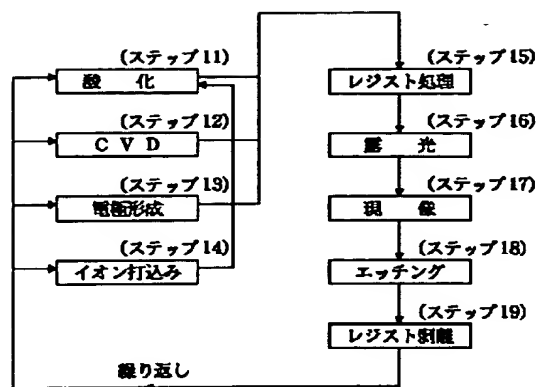 (ステップ11)
酸 化
(ステップ12)
C V D
(ステップ13)
電極形成
(ステップ14)
イオン打込み
(ステップ15)
レジスト処理
(ステップ16)
露 光
(ステップ17)
現 像
(ステップ18)
エッチング
(ステップ19)
レジスト剥離
繰り返し